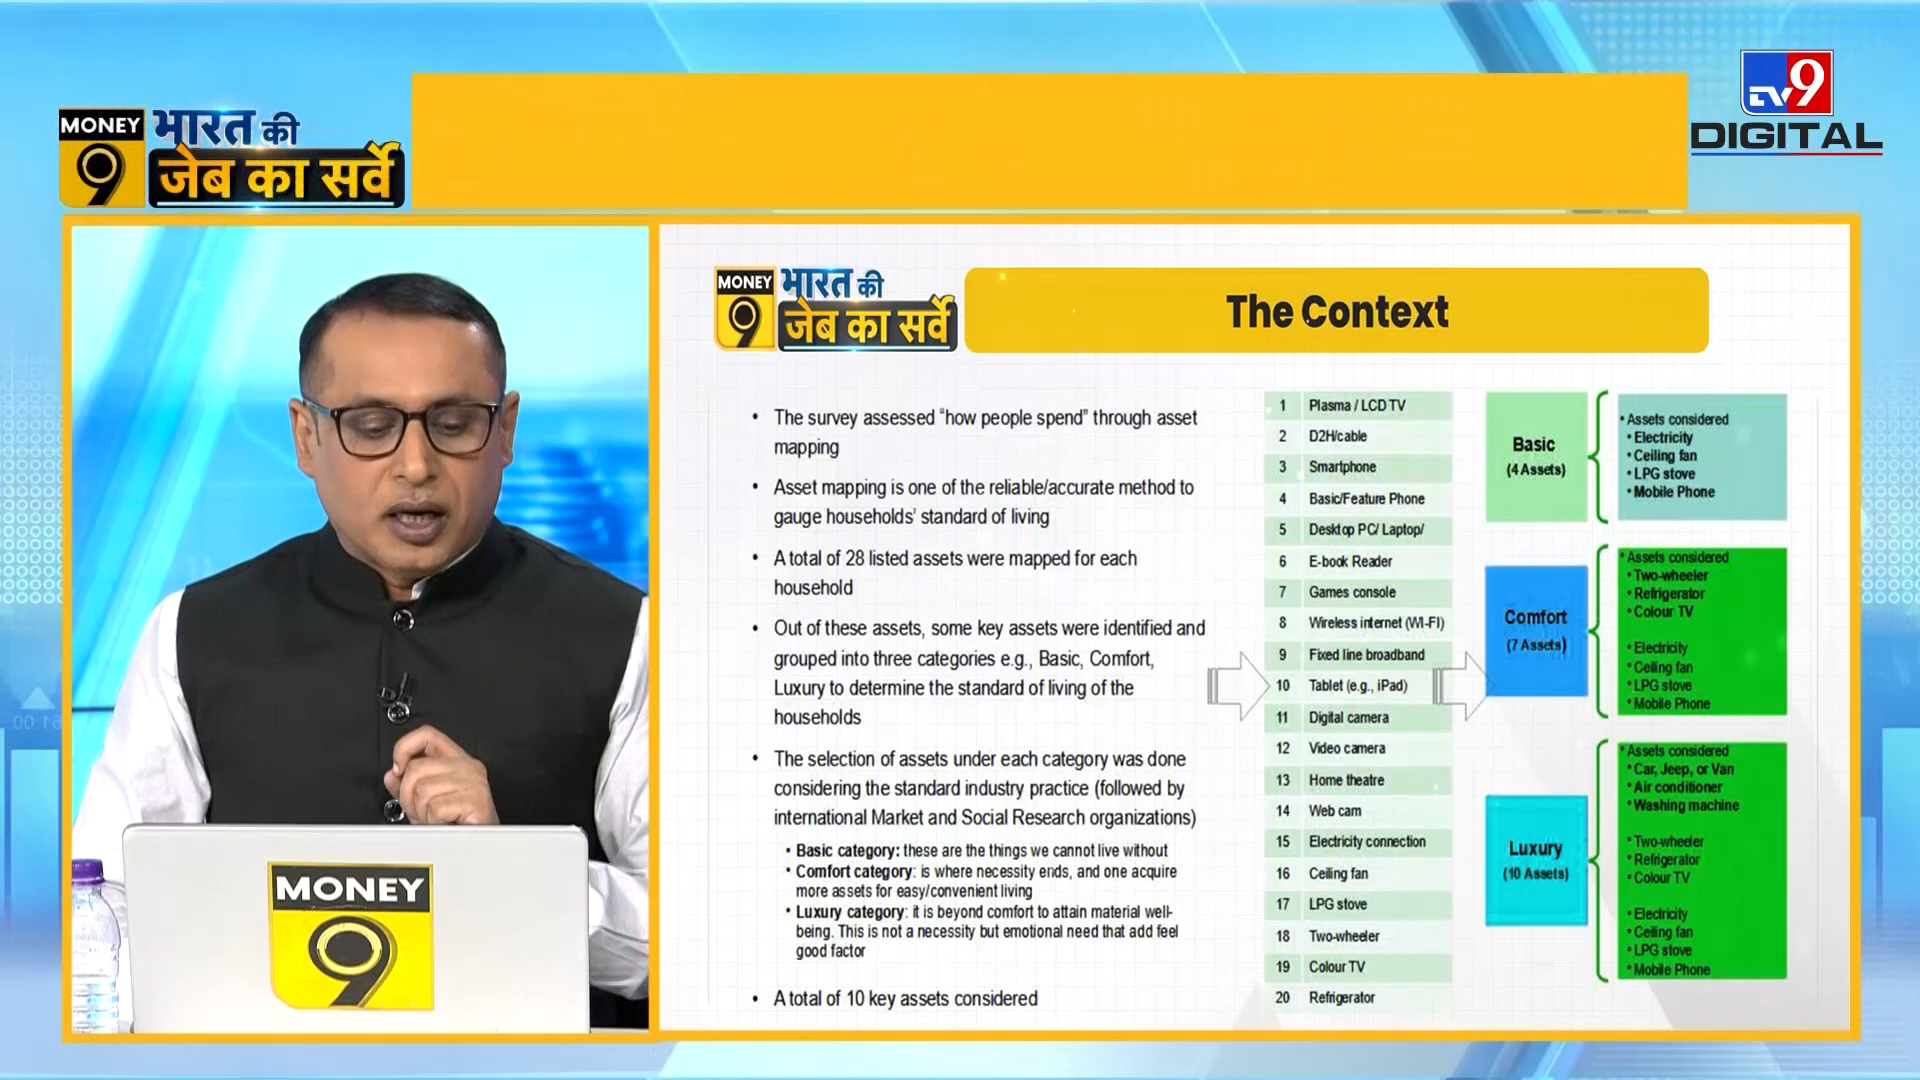 MONEY
9
भारत की
जेब का सर्वे
TV9
DIGITAL
MONEY
9
भारत की
जेब का सर्वे
The Context
• The survey assessed “how people spend” through asset
mapping
• Asset mapping is one of the reliable/accurate method to
gauge households’ standard of living
• A total of 28 listed assets were mapped for each
household
• Out of these assets, some key assets were identified and
grouped into three categories e.g., Basic, Comfort,
Luxury to determine the standard of living of the
households
• The selection of assets under each category was done
considering the standard industry practice (followed by
international Market and Social Research organizations)
• Basic category: these are the things we cannot live without
• Comfort category: is where necessity ends, and one acquire
more assets for easy/convenient living
• Luxury category: it is beyond comfort to attain material well-
being. This is not a necessity but emotional need that add feel
good factor
• A total of 10 key assets considered
1 Plasma / LCD TV
2 D2H/cable
3 Smartphone
4 Basic/Feature Phone
5 Desktop PC/ Laptop/
6 E-book Reader
7 Games console
8 Wireless internet (WI-FI)
9 Fixed line broadband
10 Tablet (e.g., iPad)
11 Digital camera
12 Video camera
13 Home theatre
14 Web cam
15 Electricity connection
16 Ceiling fan
17 LPG stove
18 Two-wheeler
19 Colour TV
20 Refrigerator
Basic
(4 Assets)
• Assets considered
• Electricity
• Ceiling fan
• LPG stove
• Mobile Phone
Comfort
(7 Assets)
• Assets considered
• Two-wheeler
• Refrigerator
• Colour TV
• Electricity
• Ceiling fan
• LPG stove
• Mobile Phone
Luxury
(10 Assets)
• Assets considered
• Car, Jeep, or Van
• Air conditioner
• Washing machine
• Two-wheeler
• Refrigerator
• Colour TV
• Electricity
• Ceiling fan
• LPG stove
• Mobile Phone
MONEY
9